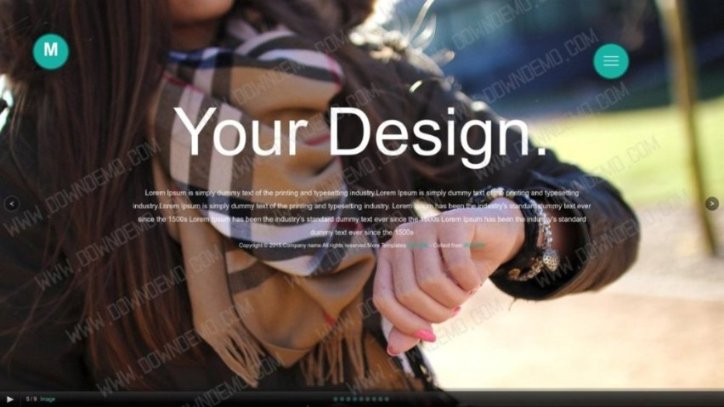 M
Your Design.
Lorem Ipsum is simply dummy text of the printing and typesetting industry.Lorem Ipsum is simply dummy text of the printing and typesetting
industry.Lorem Ipsum is simply dummy text of the printing and typesetting industry. Lorem Ipsum has been the industry's standard dummy text ever
since the 1500s Lorem Ipsum has been the industry's standard dummy text ever since the 1500s Lorem Ipsum has been the industry's standard
dummy text ever since the 1500s
Copyright © 2015.Company name All rights reserved.More Templates - Collect from
5 / 9 Image
WWW.DOWNDEMO.COM